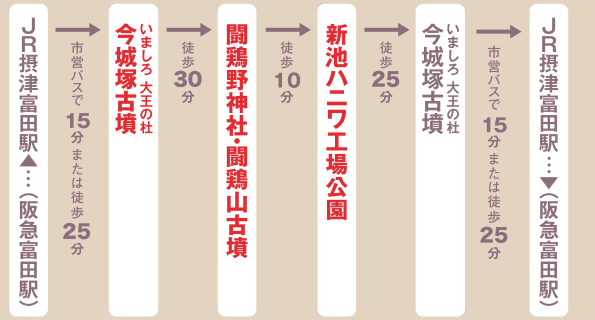 JR摂津富田駅▲…（阪急富田駅）
市営バスで15分または徒歩25分
いましろ 大王の杜
今城塚古墳
徒歩30分
闘鶏野神社・闘鶏山古墳
徒歩10分
新池ハニワ工場公園
徒歩25分
いましろ 大王の杜
今城塚古墳
市営バスで15分または徒歩25分
JR摂津富田駅…▼（阪急富田駅）